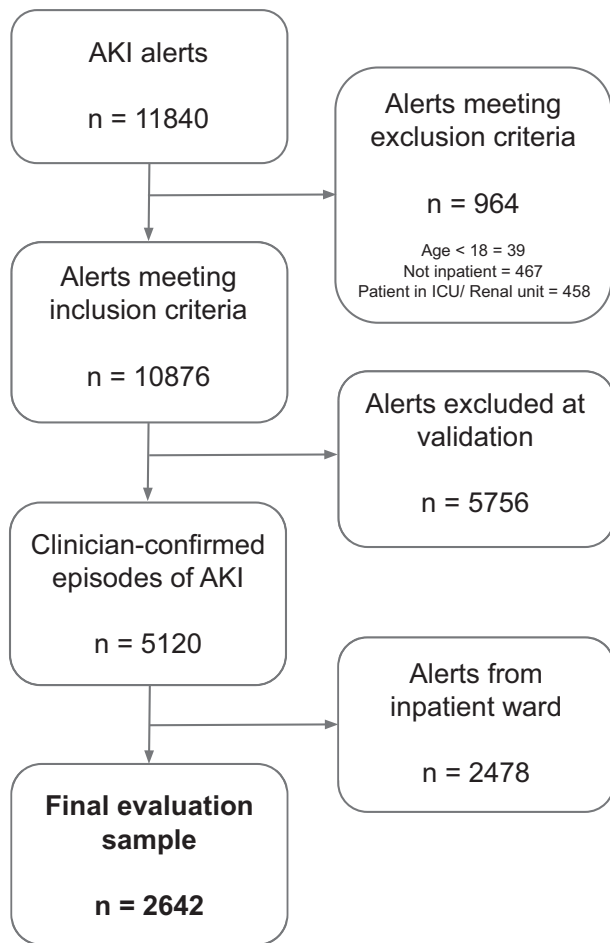 AKI alerts
n = 11840
Alerts meeting
exclusion criteria
n = 964
Age < 18 = 39
Not inpatient = 467
Patient in ICU/ Renal unit = 458
Alerts meeting
inclusion criteria
n = 10876
Alerts excluded at
validation
n = 5756
Clinician-confirmed
episodes of AKI
n = 5120
Alerts from
inpatient ward
n = 2478
Final evaluation
sample
n = 2642